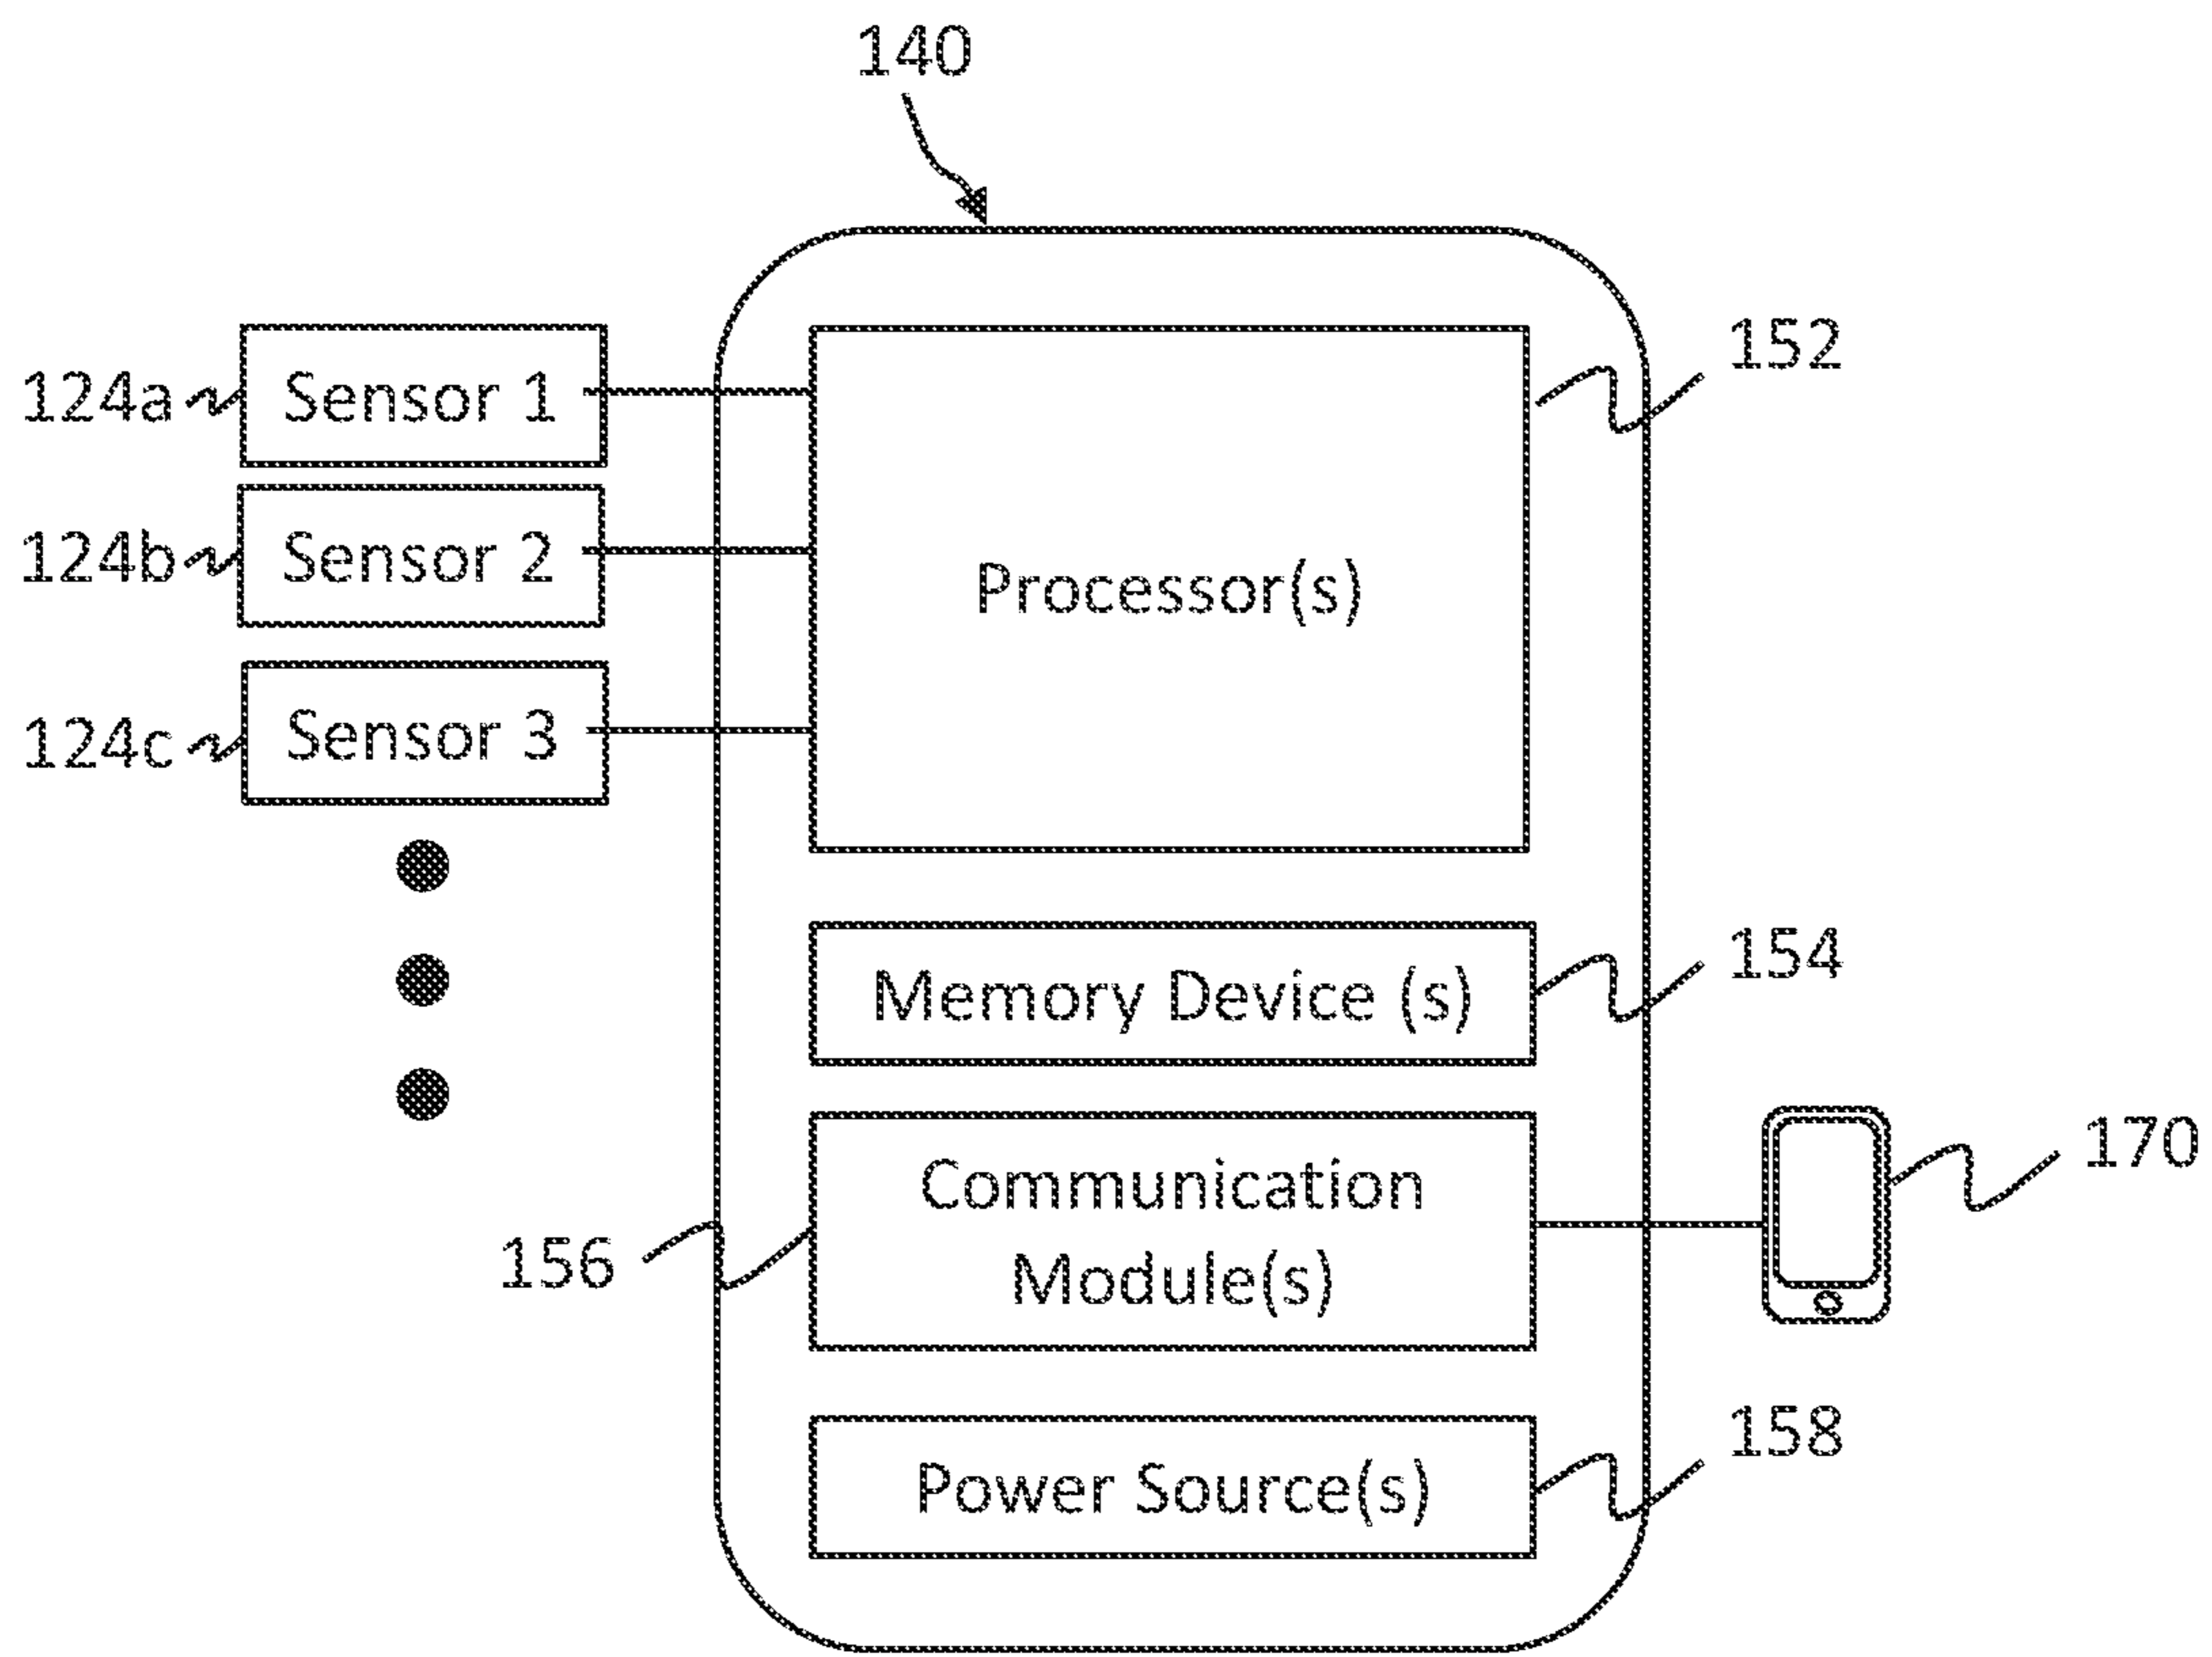 140
152
124a
Sensor 1
124b
Sensor 2
Processor(s)
124c
Sensor 3
154
Memory Device (s)
170
Communication
Module(s)
156
158
Power Source(s)